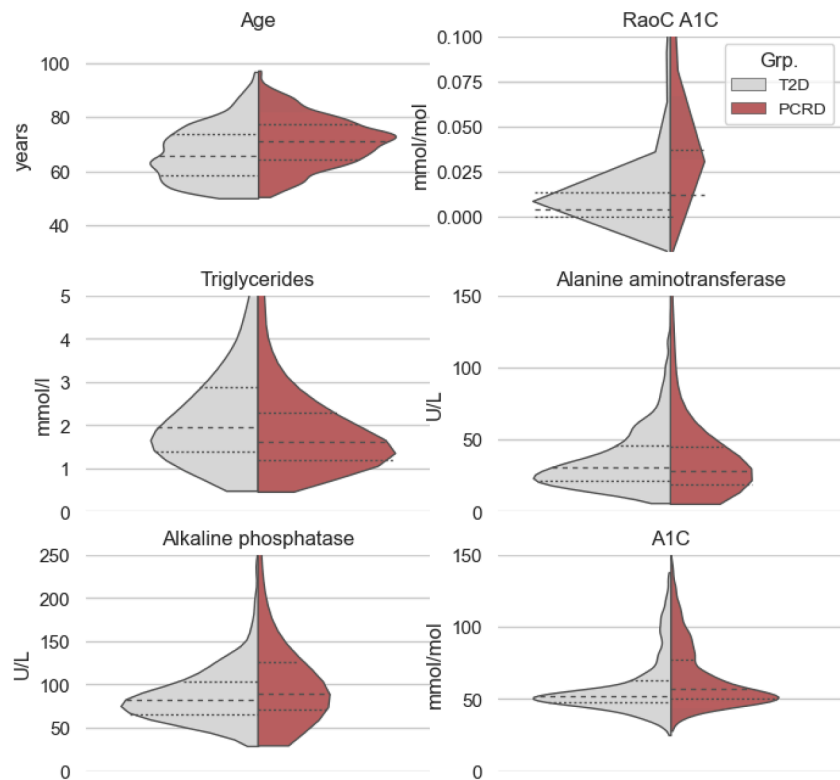 Age
100
80
60
40
years
RaoC A1C
0.100
0.075
0.050
0.025
0.000
mmol/mol
Grp.
T2D
PCRD
Triglycerides
5
4
3
2
1
0
mmol/l
Alanine aminotransferase
150
100
50
0
U/L
Alkaline phosphatase
250
200
150
100
50
0
U/L
A1C
150
100
50
0
mmol/mol